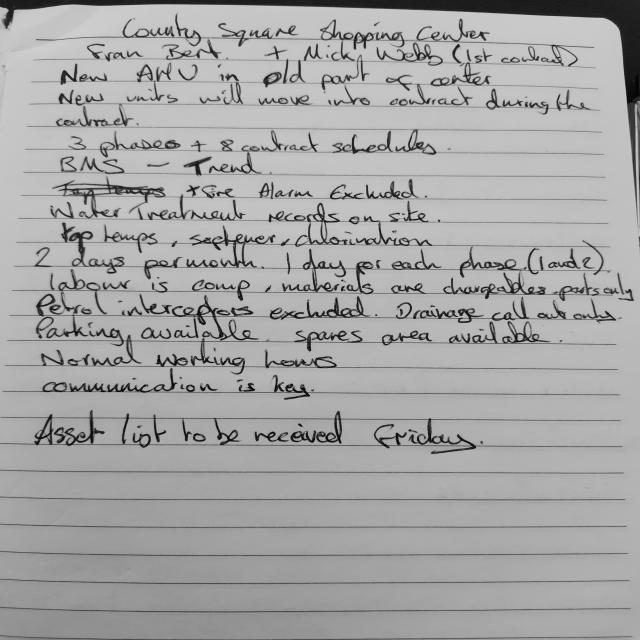 County Square Shopping Center
Fran Bert. + Mick Webb (1st contact)
New AHU in old part of center
New units will move into contract during the
contract.
3 phases + 8 contract schedules.
BMS - Trend.
Tap temps, * Fire Alarm Excluded.
Water Treatment records on site.
top temps, softener, chlorination
2 days per month. 1 day for each phase. (1 and 2)
labour is comp, materials are chargeable. parts only
Petrol interceptors excluded. Drainage call out only.
Parking available. spares area available.
Normal working hours
communication is key.
Asset list to be received Friday.